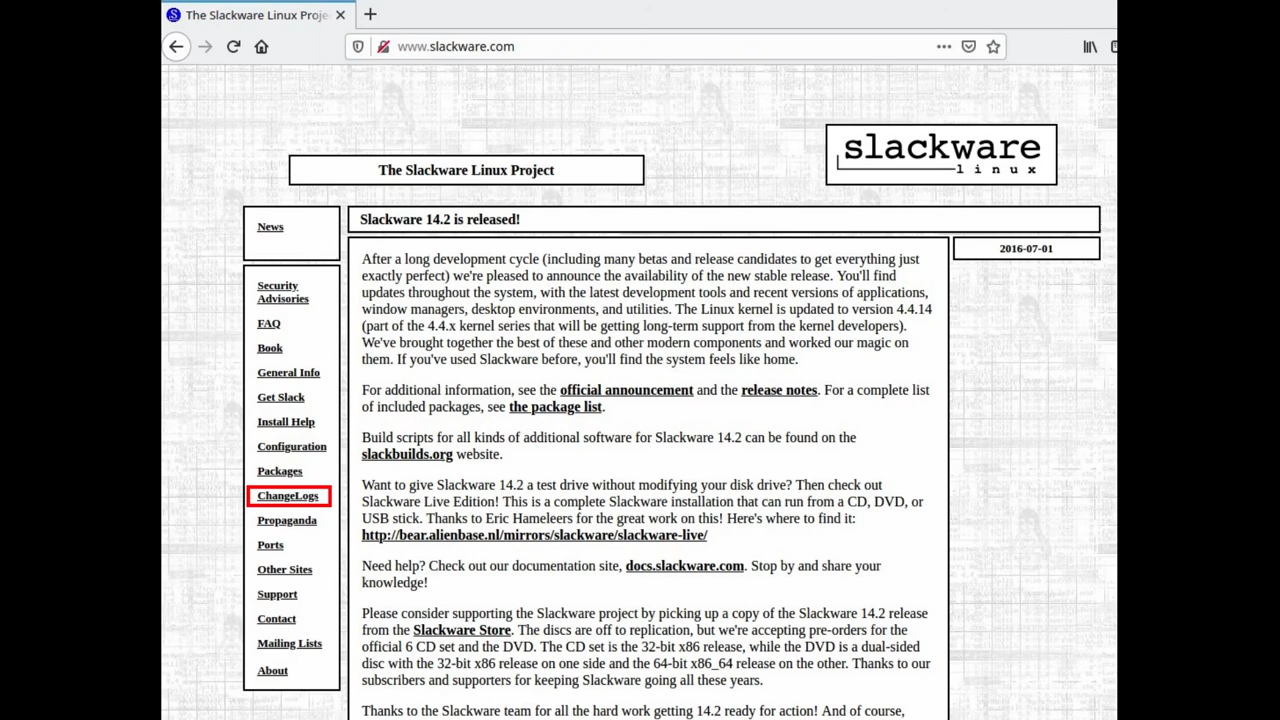 The Slackware Linux Proje
www.slackware.com
slackware
linux
The Slackware Linux Project
News
Security
Advisories
FAQ
Book
General Info
Get Slack
Install Help
Configuration
Packages
ChangeLogs
Propaganda
Ports
Other Sites
Support
Contact
Mailing Lists
About
Slackware 14.2 is released!
2016-07-01
After a long development cycle (including many betas and release candidates to get everything just
exactly perfect) we're pleased to announce the availability of the new stable release. You'll find
updates throughout the system, with the latest development tools and recent versions of applications,
window managers, desktop environments, and utilities. The Linux kernel is updated to version 4.4.14
(part of the 4.4.x kernel series that will be getting long-term support from the kernel developers).
We've brought together the best of these and other modern components and worked our magic on
them. If you've used Slackware before, you'll find the system feels like home.
For additional information, see the official announcement and the release notes. For a complete list
of included packages, see the package list.
Build scripts for all kinds of additional software for Slackware 14.2 can be found on the
slackbuilds.org website.
Want to give Slackware 14.2 a test drive without modifying your disk drive? Then check out
Slackware Live Edition! This is a complete Slackware installation that can run from a CD, DVD, or
USB stick. Thanks to Eric Hameleers for the great work on this! Here's where to find it:
http://bear.alienbase.nl/mirrors/slackware/slackware-live/
Need help? Check out our documentation site, docs.slackware.com. Stop by and share your
knowledge!
Please consider supporting the Slackware project by picking up a copy of the Slackware 14.2 release
from the Slackware Store. The discs are off to replication, but we're accepting pre-orders for the
official 6 CD set and the DVD. The CD set is the 32-bit x86 release, while the DVD is a dual-sided
disc with the 32-bit x86 release on one side and the 64-bit x86_64 release on the other. Thanks to our
subscribers and supporters for keeping Slackware going all these years.
Thanks to the Slackware team for all the hard work getting 14.2 ready for action! And of course,